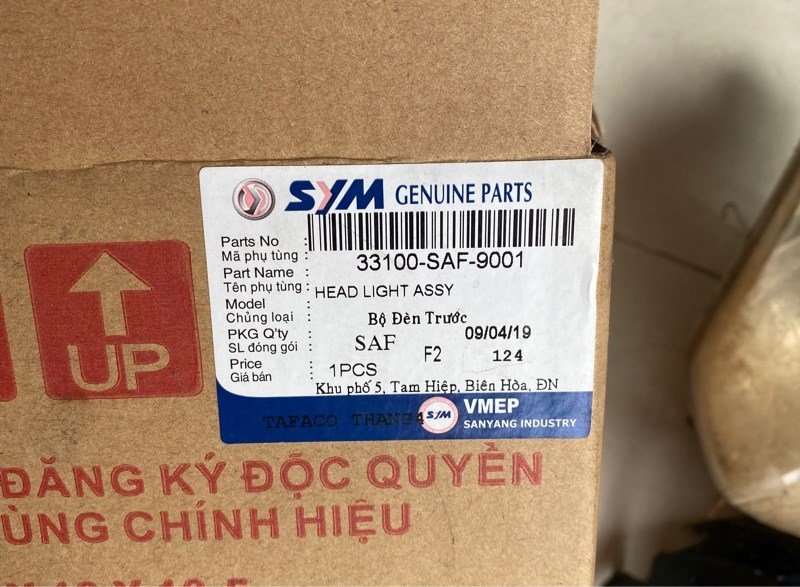 SYM GENUINE PARTS
Parts No :
Mã phụ tùng :
33100-SAF-9001
Part Name :
Tên phụ tùng : HEAD LIGHT ASSY
Model :
Chủng loại : Bộ Đèn Trước
PKG Q'ty : SAF F2 09/04/19
SL đóng gói : 124
Price : 1PCS
Giá bán :
Khu phố 5, Tam Hiệp, Biên Hòa, ĐN
TAFACO THANG4 SYM VMEP
SANYANG INDUSTRY
UP
ĐĂNG KÝ ĐỘC QUYỀN
ÙNG CHÍNH HIỆU